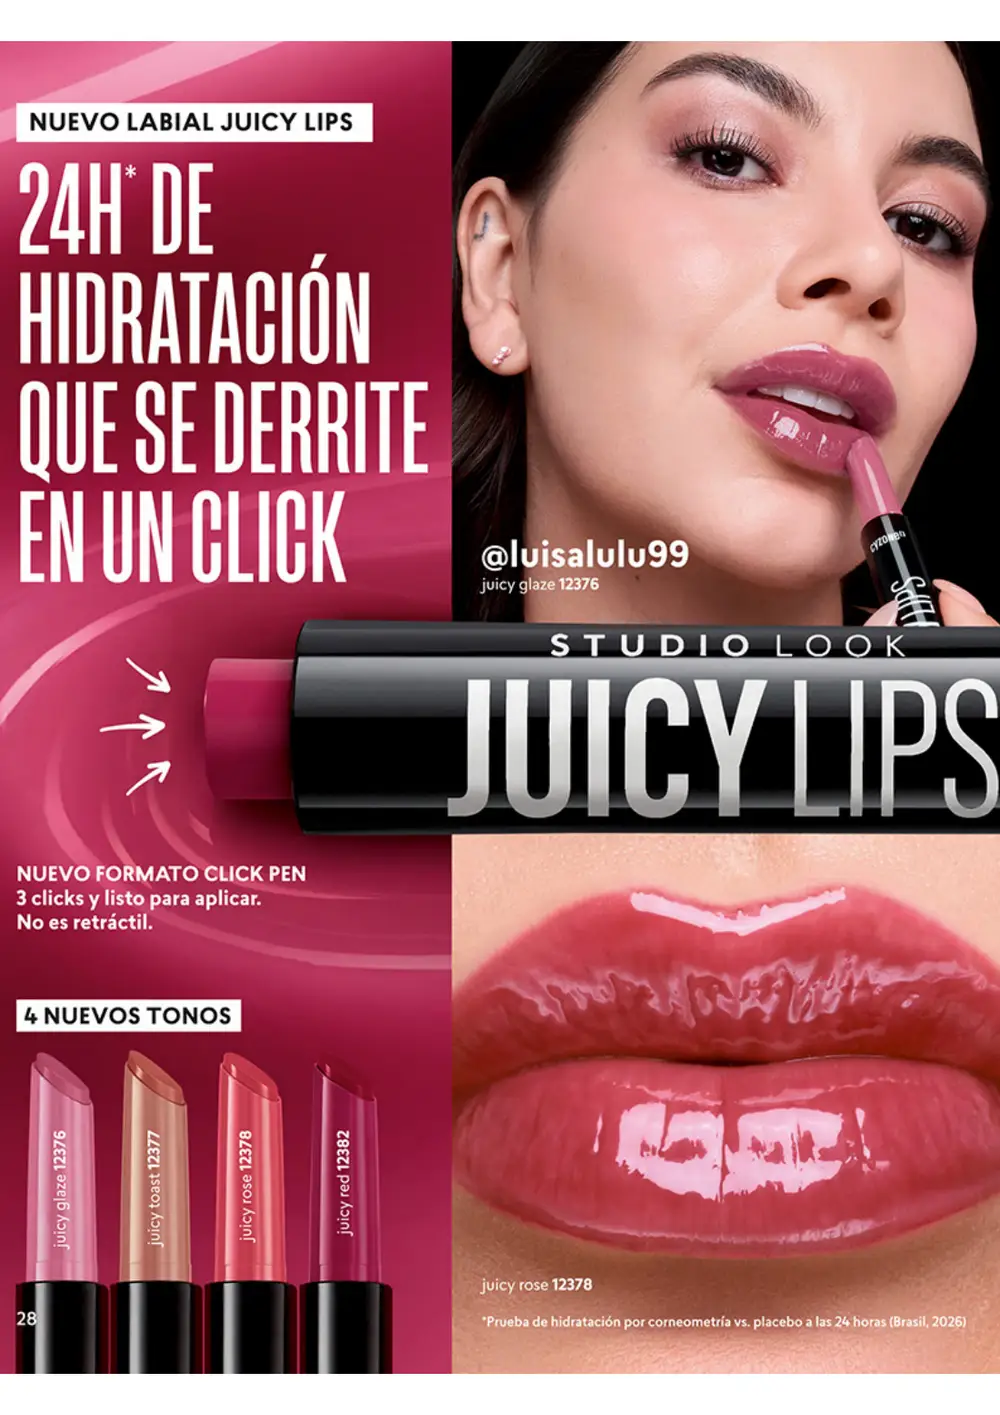 NUEVO LABIAL JUICY LIPS
24H* DE
HIDRATACIÓN
QUE SE DERRITE
EN UN CLICK
@luisalulu99
juicy glaze 12376
CYZONE
LIPS
STUDIO LOOK
JUICY LIPS
NUEVO FORMATO CLICK PEN
3 clicks y listo para aplicar.
No es retráctil.
4 NUEVOS TONOS
juicy glaze 12376
juicy toast 12377
juicy rose 12378
juicy red 12382
juicy rose 12378
*Prueba de hidratación por corneometría vs. placebo a las 24 horas (Brasil, 2026)
28